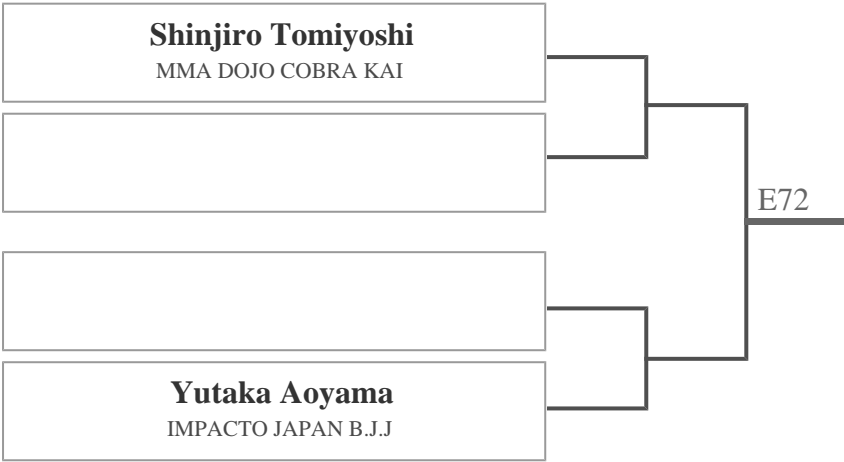 Shinjiro Tomiyoshi
MMA DOJO COBRA KAI
E72
Yutaka Aoyama
IMPACTO JAPAN B.J.J